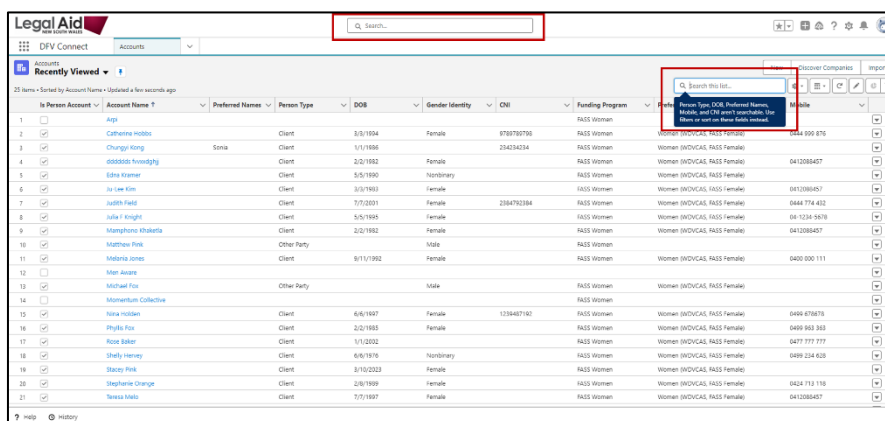 Legal Aid
NEW SOUTH WALES
Search...
DFV Connect Accounts
Accounts
Recently Viewed
New Discover Companies Impor
25 items • Sorted by Account Name • Updated a few seconds ago
Search this list...
Person Type, DOB, Preferred Names, Mobile, and CNI aren't searchable. Use filters or sort on these fields instead.
Is Person Account Account Name ↑ Preferred Names Person Type DOB Gender Identity CNI Funding Program Mobile
1 Arpi FASS Women
2 Catherine Hobbs Client 3/3/1994 Female 9789789798 FASS Women Women (WDVCAS, FASS Female) 0444 999 876
3 Chungyi Kong Sonia Client 1/1/1986 234234234 FASS Women Women (WDVCAS, FASS Female)
4 Client 2/2/1982 Female FASS Women Women (WDVCAS, FASS Female) 0412088457
5 Edna Kramer Client 5/5/1990 Nonbinary FASS Women Women (WDVCAS, FASS Female)
6 Ju-Lee Kim Client 3/3/1983 Female FASS Women Women (WDVCAS, FASS Female) 0412088457
7 Judith Field Client 7/7/2001 Female 2384792384 FASS Women Women (WDVCAS, FASS Female) 0444 774 432
8 Julia F Knight Client 5/5/1995 Female FASS Women Women (WDVCAS, FASS Female) 04-1234-5678
9 Mamphono Khaketla Client 2/2/1982 Female FASS Women Women (WDVCAS, FASS Female) 0412088457
10 Matthew Pink Other Party Male FASS Women
11 Melania Jones Client 9/11/1992 Female FASS Women Women (WDVCAS, FASS Female) 0400 000 111
12 Men Aware FASS Women
13 Michael Fox Other Party Male FASS Women Women (WDVCAS, FASS Female)
14 Momentum Collective FASS Women
15 Nina Holden Client 6/6/1997 Female 1239487192 FASS Women Women (WDVCAS, FASS Female) 0499 678678
16 Phyllis Fox Client 2/2/1985 Female FASS Women Women (WDVCAS, FASS Female) 0499 963 363
17 Rose Baker Client 1/1/2002 FASS Women Women (WDVCAS, FASS Female) 0477 777 777
18 Shelly Hervey Client 6/6/1976 Nonbinary FASS Women Women (WDVCAS, FASS Female) 0499 234 628
19 Stacey Pink Client 3/10/2023 Female FASS Women Women (WDVCAS, FASS Female)
20 Stephanie Orange Client 2/8/1989 Female FASS Women Women (WDVCAS, FASS Female) 0424 713 118
21 Teresa Melo Client 7/7/1997 Female FASS Women Women (WDVCAS, FASS Female) 0412088457
? Help History